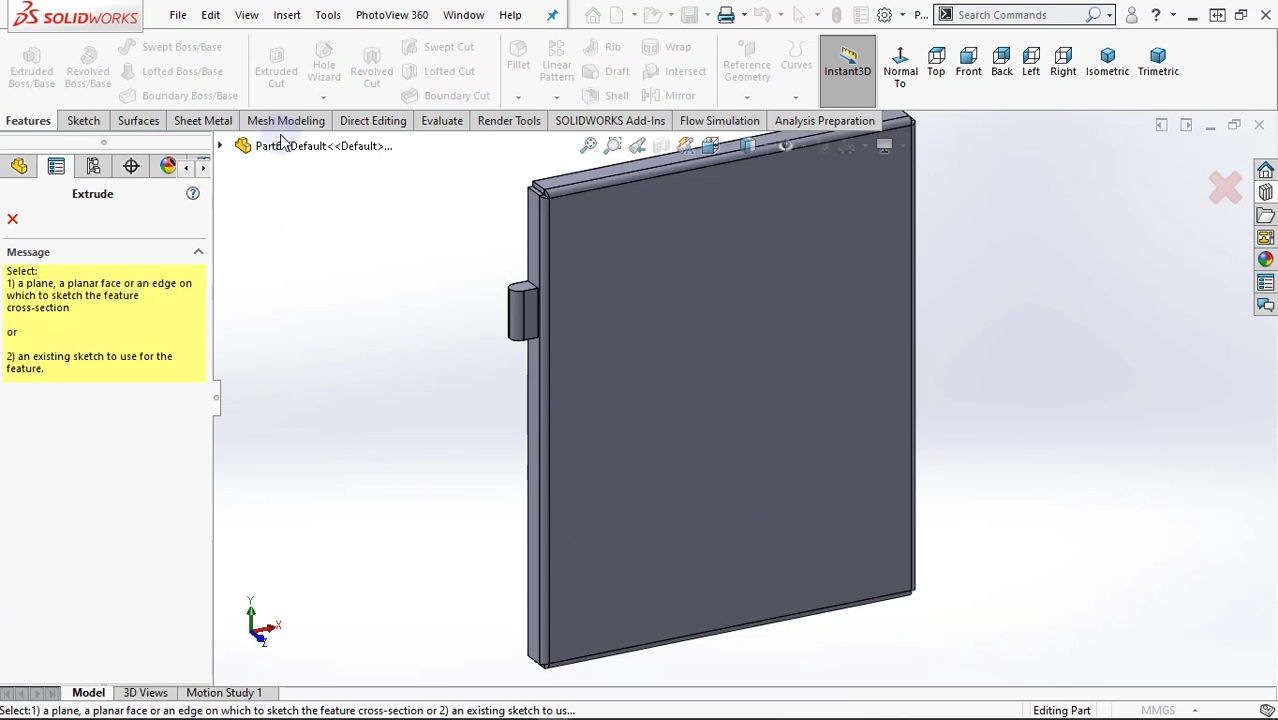 SOLIDWORKS File Edit View Insert Tools PhotoView 360 Window Help P... Search Commands
Extruded Boss/Base Revolved Boss/Base Swept Boss/Base Lofted Boss/Base Boundary Boss/Base Extruded Cut Hole Wizard Revolved Cut Swept Cut Lofted Cut Boundary Cut Fillet Linear Pattern Rib Draft Shell Wrap Intersect Mirror Reference Geometry Curves Instant3D Normal To Top Front Back Left Right Isometric Trimetric
Features Sketch Surfaces Sheet Metal Mesh Modeling Direct Editing Evaluate Render Tools SOLIDWORKS Add-Ins Flow Simulation Analysis Preparation
Default<<Default>...
Extrude
Message
Select:
1) a plane, a planar face or an edge on
which to sketch the feature
cross-section
or
2) an existing sketch to use for the
feature.
Y
X
Z
Model 3D Views Motion Study 1
Select:1) a plane, a planar face or an edge on which to sketch the feature cross-section or 2) an existing sketch to us... Editing Part MMGS